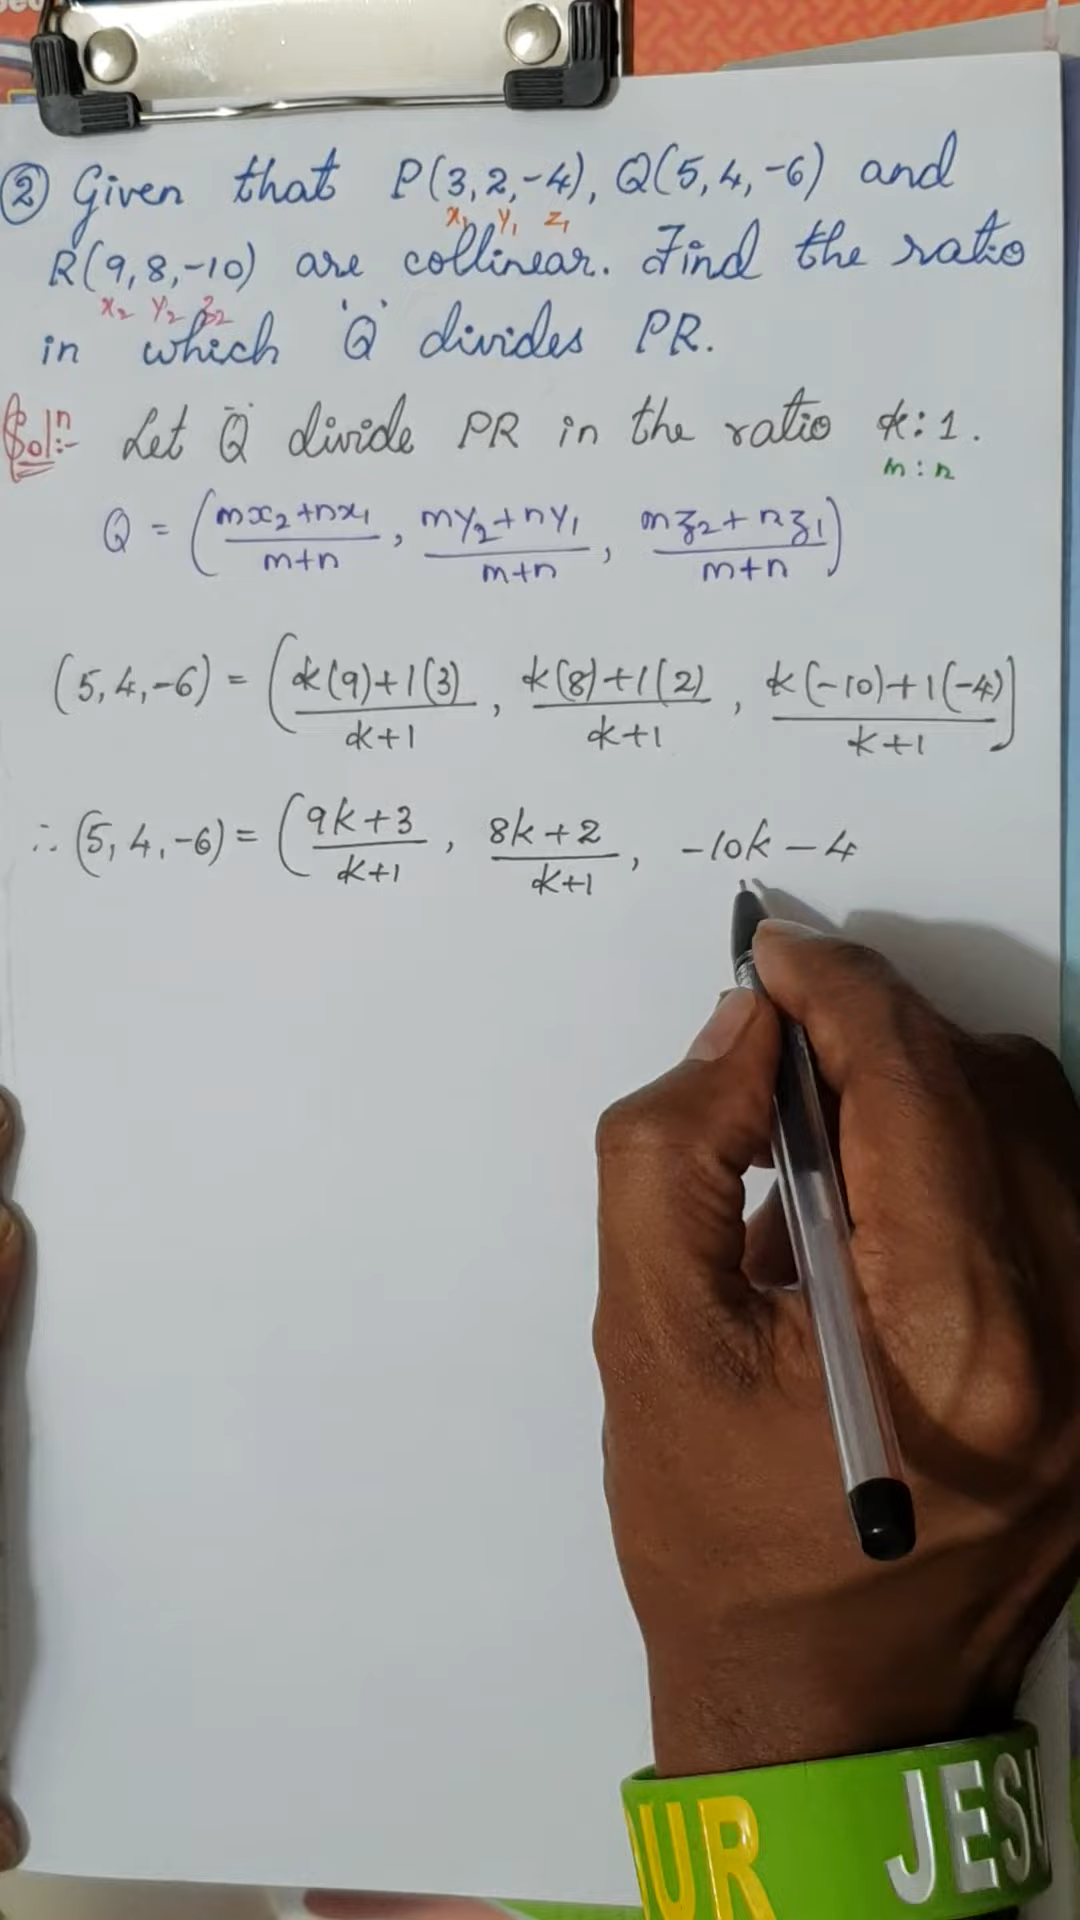 ② Given that P(3,2,-4), Q(5,4,-6) and
x₁ y₁ z₁
R(9,8,-10) are collinear. Find the ratio
x₂ y₂ z₂
in which 'Q' divides PR.
Solⁿ:- Let Q divide PR in the ratio k:1.
m:n
Q = ((mx₂+nx₁)/(m+n), (my₂+ny₁)/(m+n), (mz₂+nz₁)/(m+n))
(5,4,-6) = ((k(9)+1(3))/(k+1), (k(8)+1(2))/(k+1), (k(-10)+1(-4))/(k+1))
∴ (5,4,-6) = ((9k+3)/(k+1), (8k+2)/(k+1), -10k-4
UR JESU